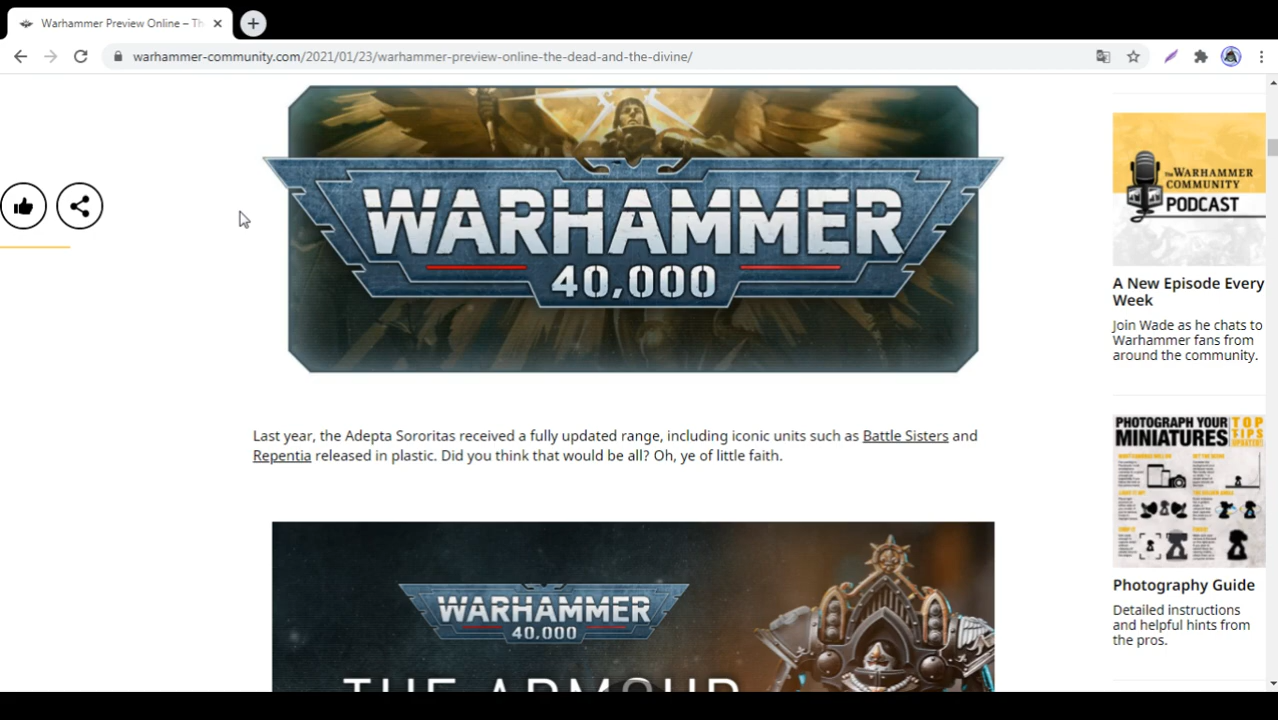 Warhammer Preview Online – Th
warhammer-community.com/2021/01/23/warhammer-preview-online-the-dead-and-the-divine/
WARHAMMER
40,000
Last year, the Adepta Sororitas received a fully updated range, including iconic units such as Battle Sisters and
Repentia released in plastic. Did you think that would be all? Oh, ye of little faith.
WARHAMMER
40,000
THE ARMOUR
The WARHAMMER
COMMUNITY
PODCAST
A New Episode Every
Week
Join Wade as he chats to
Warhammer fans from
around the community.
PHOTOGRAPH YOUR
MINIATURES
TOP
TIPS
Photography Guide
Detailed instructions
and helpful hints from
the pros.